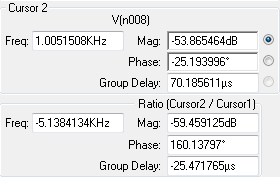 Cursor 2
V(n008)
Freq: 1.0051508KHz Mag: -53.865464dB
Phase: -25.193996°
Group Delay: 70.185611µs
Ratio (Cursor2 / Cursor1)
Freq: -5.1384134KHz Mag: -59.459125dB
Phase: 160.13797°
Group Delay: -25.471765µs